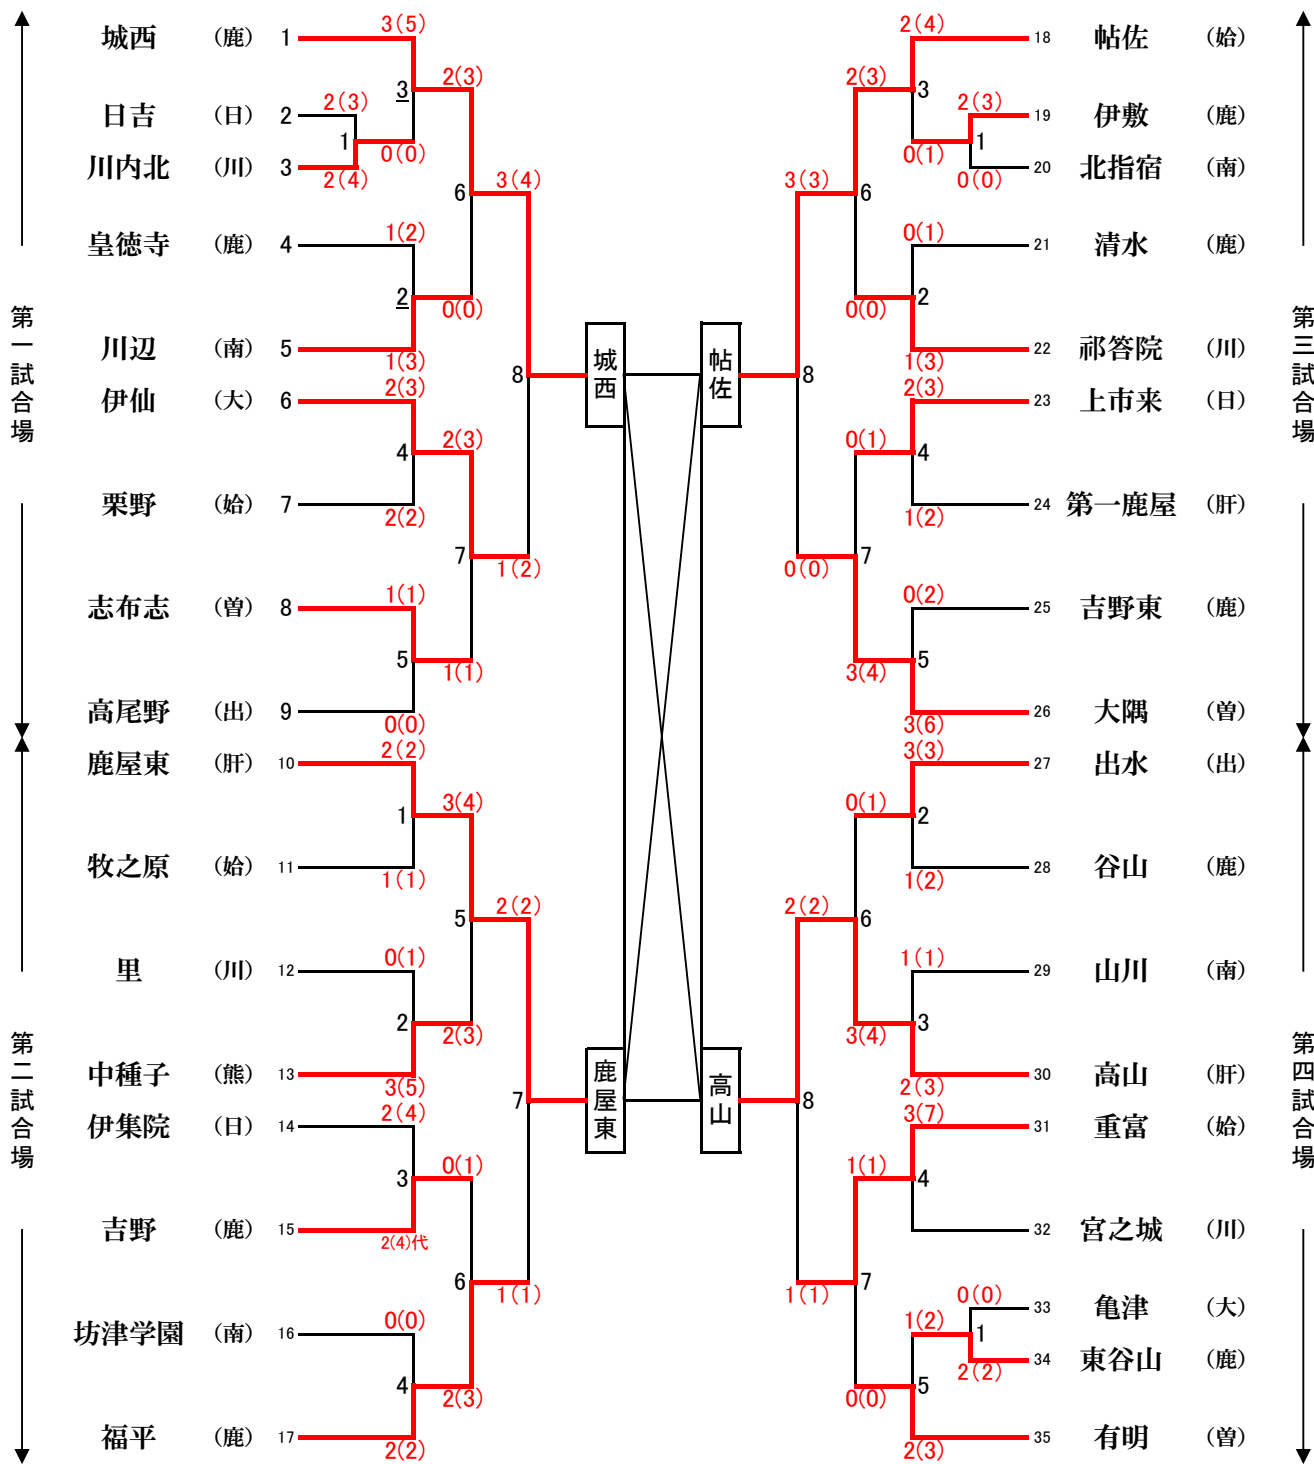 第一試合場
城西 (鹿) 1
3(5)
日吉 (日) 2
2(3)
川内北 (川) 3
2(4)
1
0(0)
3
2(3)
皇徳寺 (鹿) 4
1(2)
川辺 (南) 5
1(3)
2
0(0)
6
3(4)
伊仙 (大) 6
2(3)
栗野 (始) 7
2(2)
4
2(3)
志布志 (曽) 8
1(1)
高尾野 (出) 9
0(0)
5
1(1)
7
1(2)
8
城西
第二試合場
鹿屋東 (肝) 10
2(2)
牧之原 (始) 11
1(1)
1
3(4)
里 (川) 12
0(1)
中種子 (熊) 13
3(5)
2
2(3)
5
2(2)
伊集院 (日) 14
2(4)
吉野 (鹿) 15
2(4)代
3
0(1)
坊津学園 (南) 16
0(0)
福平 (鹿) 17
2(2)
4
2(3)
6
1(1)
7
鹿屋東
第三試合場
18 帖佐 (始)
2(4)
19 伊敷 (鹿)
2(3)
20 北指宿 (南)
0(0)
1
0(1)
3
2(3)
21 清水 (鹿)
0(1)
22 祁答院 (川)
1(3)
2
0(0)
6
3(3)
23 上市来 (日)
2(3)
24 第一鹿屋 (肝)
1(2)
4
0(1)
25 吉野東 (鹿)
0(2)
26 大隅 (曽)
3(6)
5
3(4)
7
0(0)
8
帖佐
第四試合場
27 出水 (出)
3(3)
28 谷山 (鹿)
1(2)
2
0(1)
29 山川 (南)
1(1)
30 高山 (肝)
2(3)
3
3(4)
6
2(2)
31 重富 (始)
3(7)
32 宮之城 (川)
4
1(1)
33 亀津 (大)
0(0)
34 東谷山 (鹿)
2(2)
1
1(2)
35 有明 (曽)
2(3)
5
0(0)
7
1(1)
8
高山